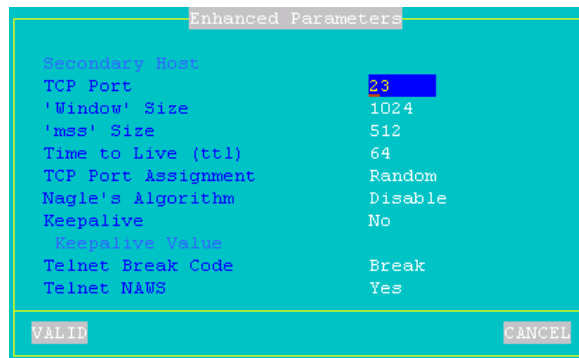 Enhanced Parameters
Secondary Host
TCP Port 23
'Window' Size 1024
'mss' Size 512
Time to Live (ttl) 64
TCP Port Assignment Random
Nagle's Algorithm Disable
Keepalive No
Keepalive Value
Telnet Break Code Break
Telnet NAWS Yes
VALID CANCEL